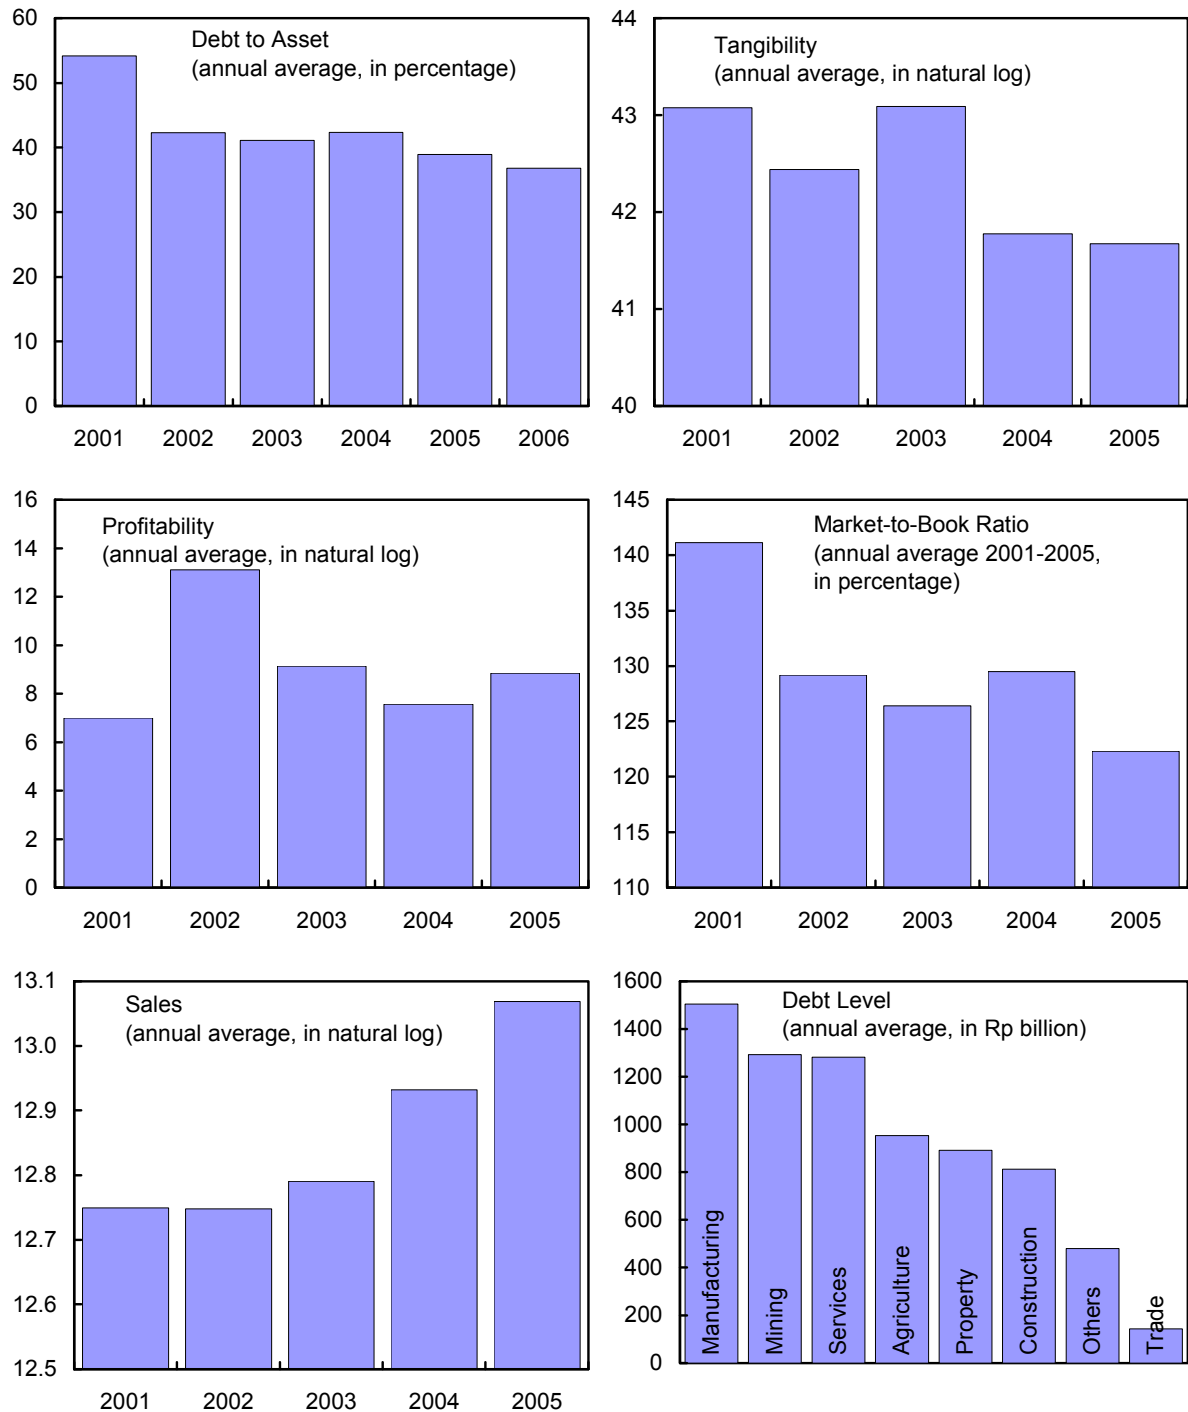 Debt to Asset
(annual average, in percentage)
60
50
40
30
20
10
0
2001 2002 2003 2004 2005 2006
Tangibility
(annual average, in natural log)
44
43
42
41
40
2001 2002 2003 2004 2005
Profitability
(annual average, in natural log)
16
14
12
10
8
6
4
2
0
2001 2002 2003 2004 2005
Market-to-Book Ratio
(annual average 2001-2005,
in percentage)
145
140
135
130
125
120
115
110
2001 2002 2003 2004 2005
Sales
(annual average, in natural log)
13.1
13.0
12.9
12.8
12.7
12.6
12.5
2001 2002 2003 2004 2005
Debt Level
(annual average, in Rp billion)
1600
1400
1200
1000
800
600
400
200
0
Manufacturing
Mining
Services
Agriculture
Property
Construction
Others
Trade